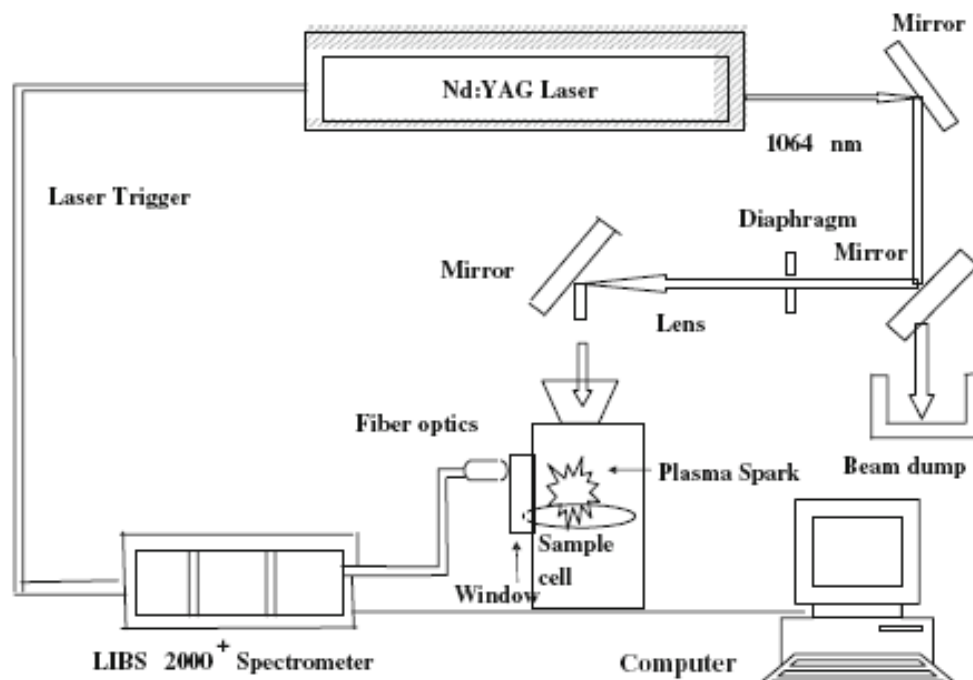 Mirror
Nd:YAG Laser
1064 nm
Laser Trigger
Diaphragm
Mirror
Mirror
Lens
Fiber optics
Plasma Spark
Beam dump
Sample
cell
Window
LIBS 2000+ Spectrometer
Computer